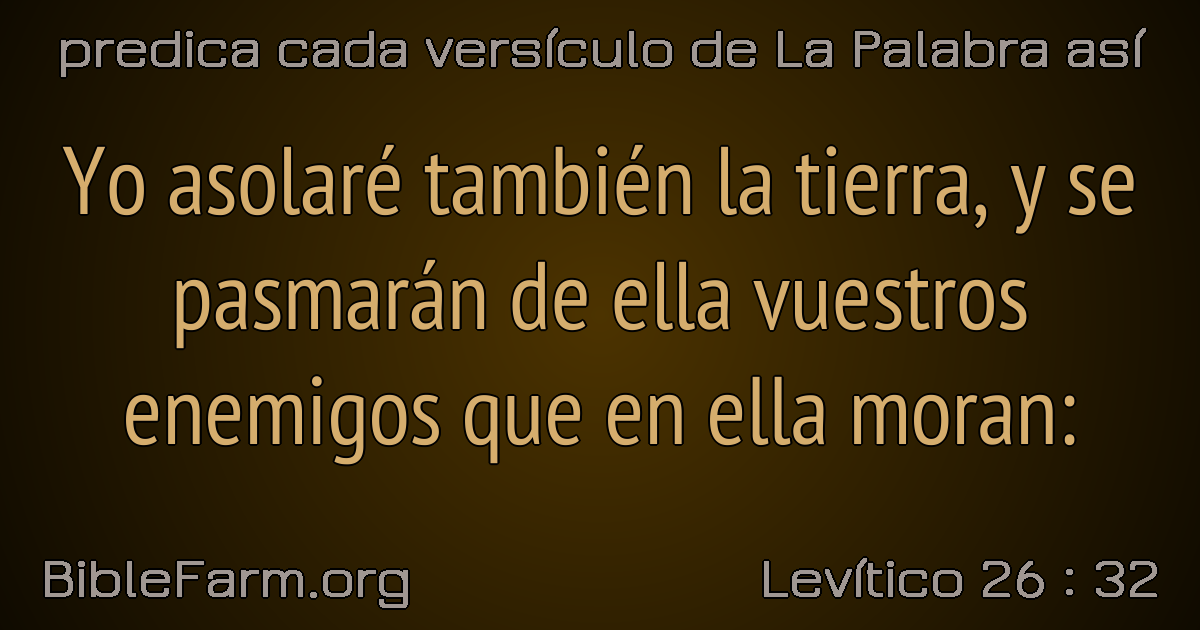 predica cada versículo de La Palabra así
Yo asolaré también la tierra, y se
pasmarán de ella vuestros
enemigos que en ella moran:
BibleFarm.org
Levítico 26 : 32